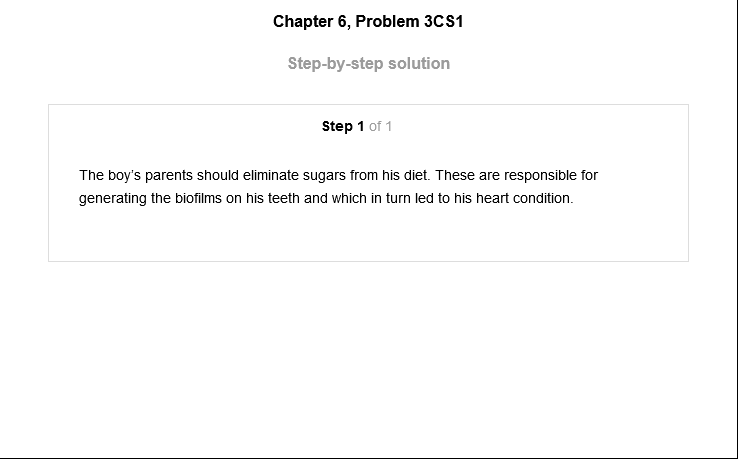 Chapter 6, Problem 3CS1
Step-by-step solution
Step 1 of 1
The boy’s parents should eliminate sugars from his diet. These are responsible for
generating the biofilms on his teeth and which in turn led to his heart condition.